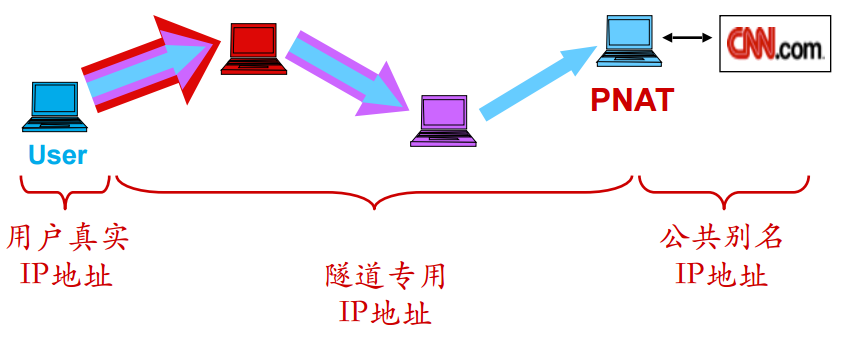 CNN.com
PNAT
User
用户真实
IP地址
隧道专用
IP地址
公共别名
IP地址